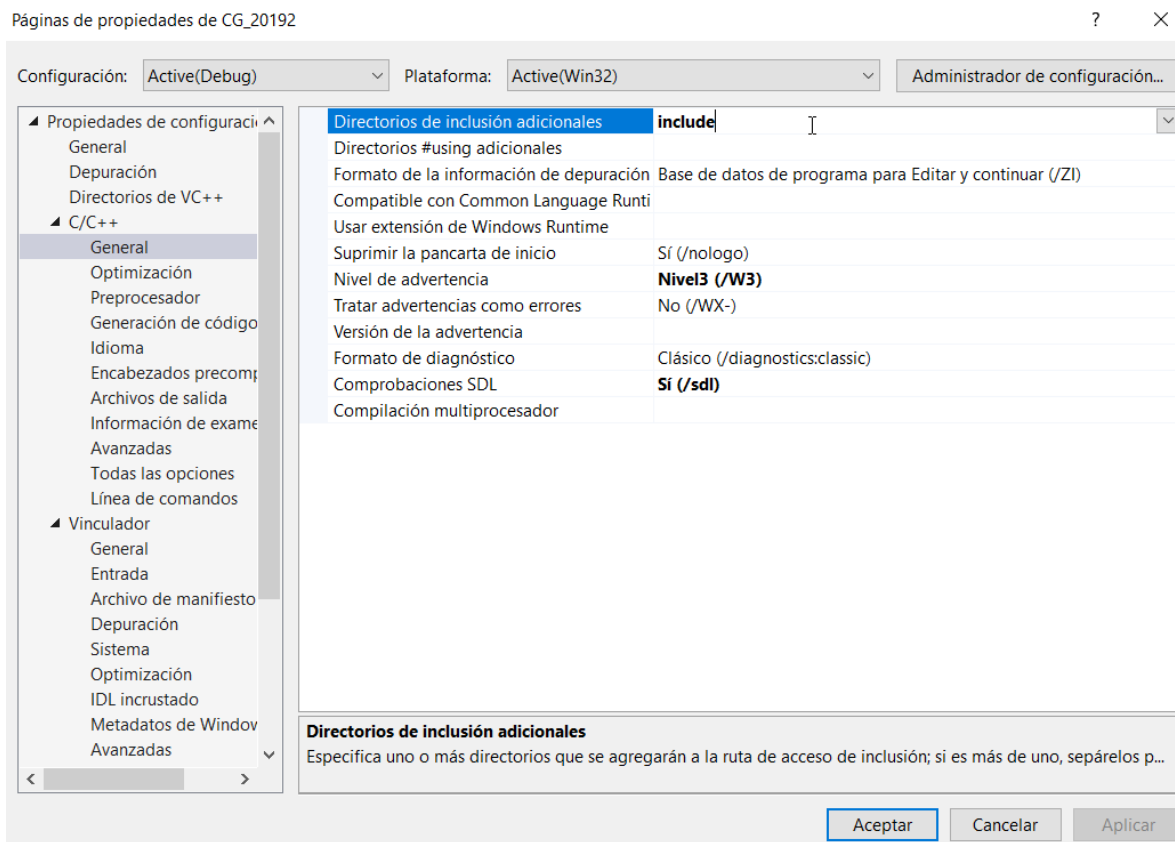 Páginas de propiedades de CG_20192 ? ×
Configuración: Active(Debug) Plataforma: Active(Win32) Administrador de configuración...
Propiedades de configuraci
General
Depuración
Directorios de VC++
C/C++
General
Optimización
Preprocesador
Generación de código
Idioma
Encabezados precomp
Archivos de salida
Información de exame
Avanzadas
Todas las opciones
Línea de comandos
Vinculador
General
Entrada
Archivo de manifiesto
Depuración
Sistema
Optimización
IDL incrustado
Metadatos de Window
Avanzadas
Directorios de inclusión adicionales include
Directorios #using adicionales
Formato de la información de depuración Base de datos de programa para Editar y continuar (/ZI)
Compatible con Common Language Runti
Usar extensión de Windows Runtime
Suprimir la pancarta de inicio Sí (/nologo)
Nivel de advertencia Nivel3 (/W3)
Tratar advertencias como errores No (/WX-)
Versión de la advertencia
Formato de diagnóstico Clásico (/diagnostics:classic)
Comprobaciones SDL Sí (/sdl)
Compilación multiprocesador
Directorios de inclusión adicionales
Especifica uno o más directorios que se agregarán a la ruta de acceso de inclusión; si es más de uno, sepárelos p...
Aceptar Cancelar Aplicar